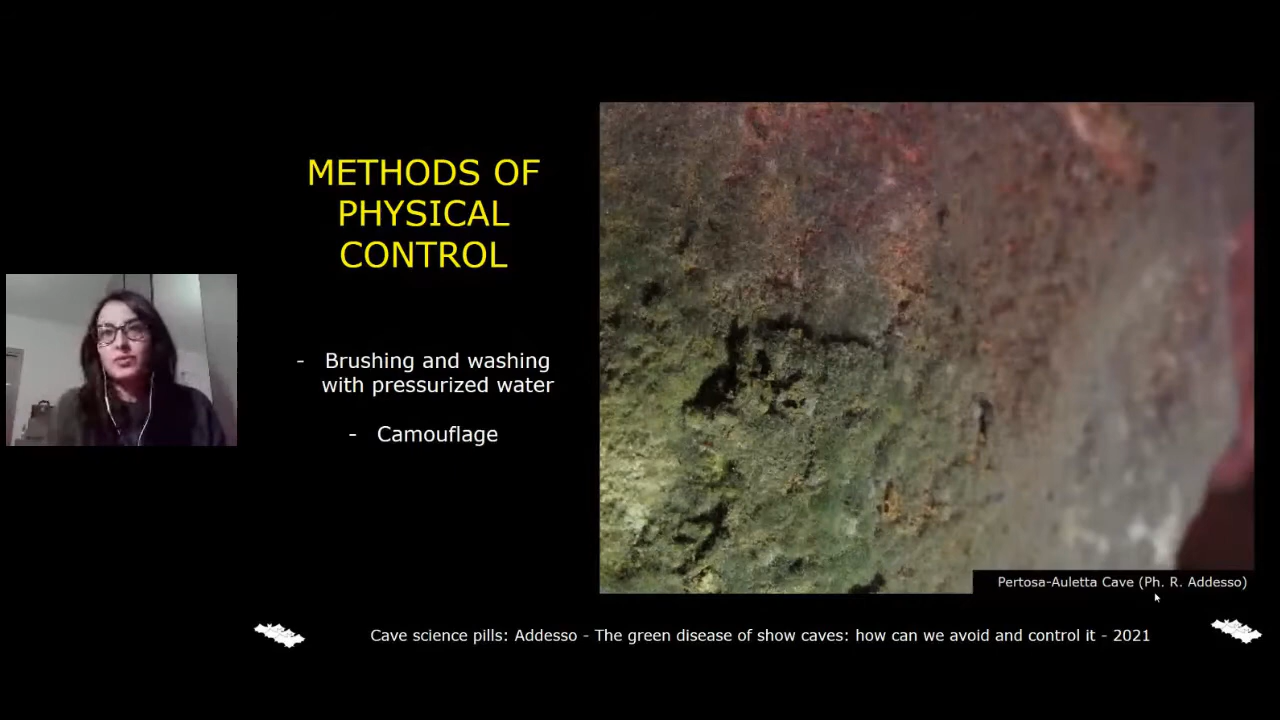 METHODS OF
PHYSICAL
CONTROL
- Brushing and washing
with pressurized water
- Camouflage
Pertosa-Auletta Cave (Ph. R. Addesso)
Cave science pills: Addesso - The green disease of show caves: how can we avoid and control it - 2021